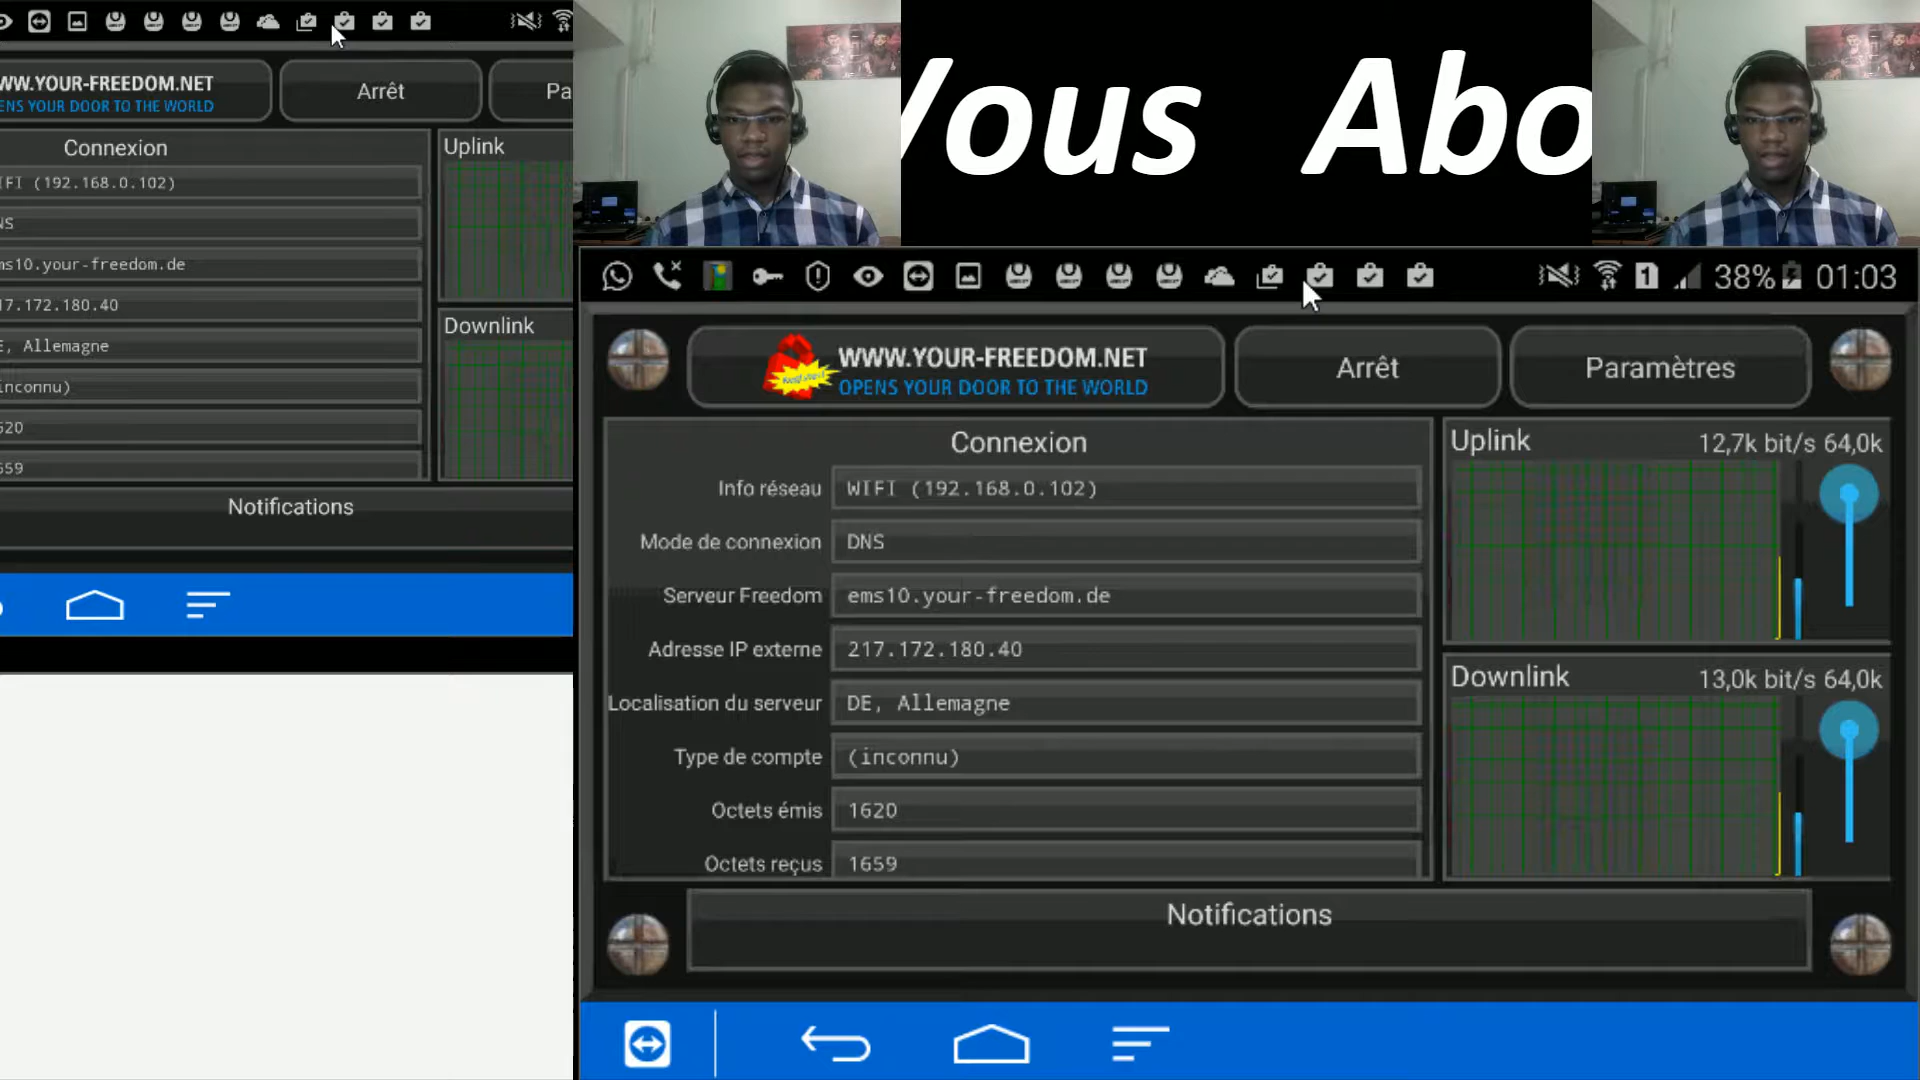 WW.YOUR-FREEDOM.NET
ENS YOUR DOOR TO THE WORLD
Arrêt
Pa
Connexion
IFI (192.168.0.102)
NS
ms10.your-freedom.de
17.172.180.40
E, Allemagne
inconnu)
620
659
Uplink
Downlink
Notifications
Vous Abo
1
38%
01:03
WWW.YOUR-FREEDOM.NET
OPENS YOUR DOOR TO THE WORLD
Arrêt
Paramètres
Connexion
Info réseau WIFI (192.168.0.102)
Mode de connexion DNS
Serveur Freedom ems10.your-freedom.de
Adresse IP externe 217.172.180.40
Localisation du serveur DE, Allemagne
Type de compte (inconnu)
Octets émis 1620
Octets reçus 1659
Uplink 12,7k bit/s 64,0k
Downlink 13,0k bit/s 64,0k
Notifications